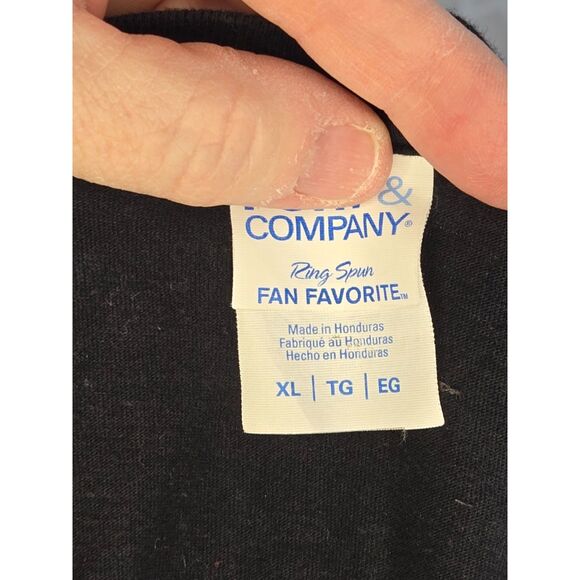 &
COMPANY®
Ring Spun
FAN FAVORITE™
Made in Honduras
Fabriqué au Honduras
Hecho en Honduras
XL | TG | EG